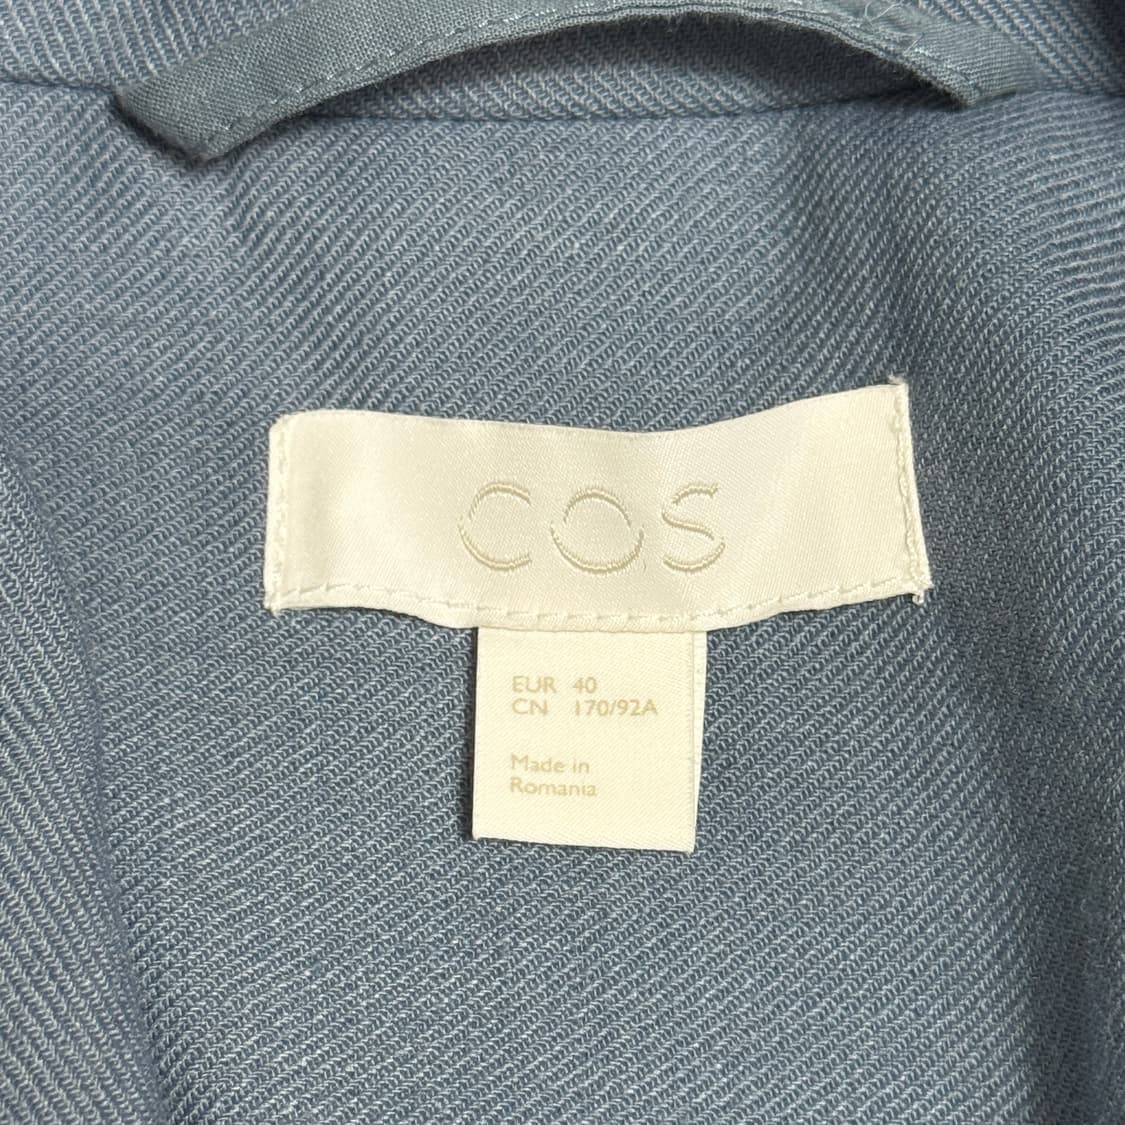 COS
EUR 40
CN 170/92A
Made in
Romania